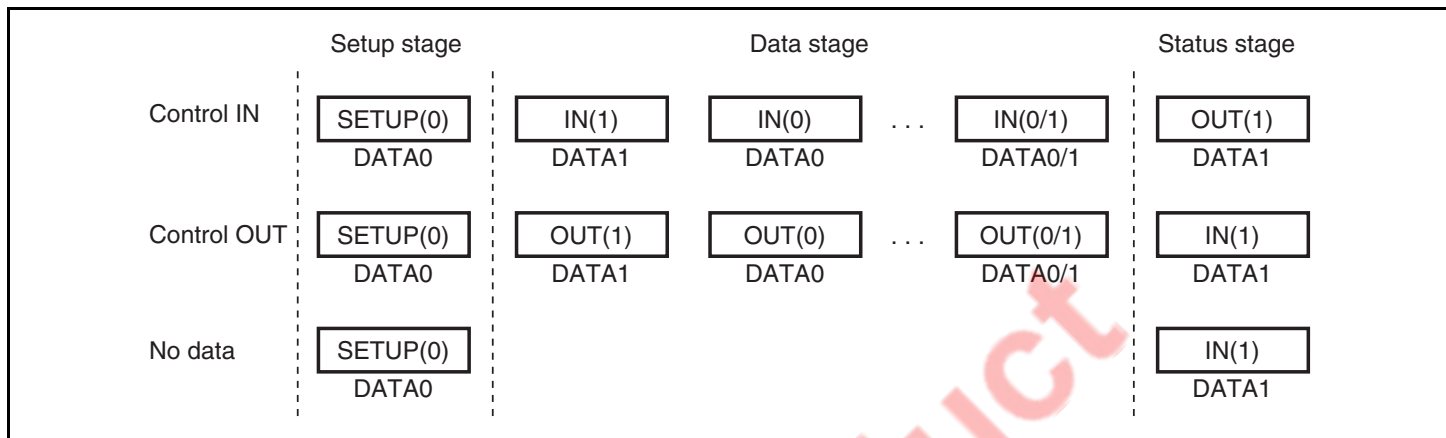 Setup stage Data stage Status stage
Control IN SETUP(0) IN(1) IN(0) . . . IN(0/1) OUT(1)
DATA0 DATA1 DATA0 DATA0/1 DATA1
Control OUT SETUP(0) OUT(1) OUT(0) . . . OUT(0/1) IN(1)
DATA0 DATA1 DATA0 DATA0/1 DATA1
No data SETUP(0) IN(1)
DATA0 DATA1
uct